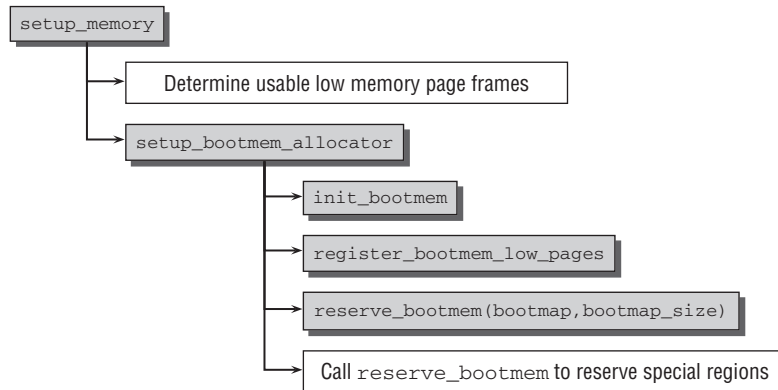 setup_memory
Determine usable low memory page frames
setup_bootmem_allocator
init_bootmem
register_bootmem_low_pages
reserve_bootmem(bootmap,bootmap_size)
Call reserve_bootmem to reserve special regions